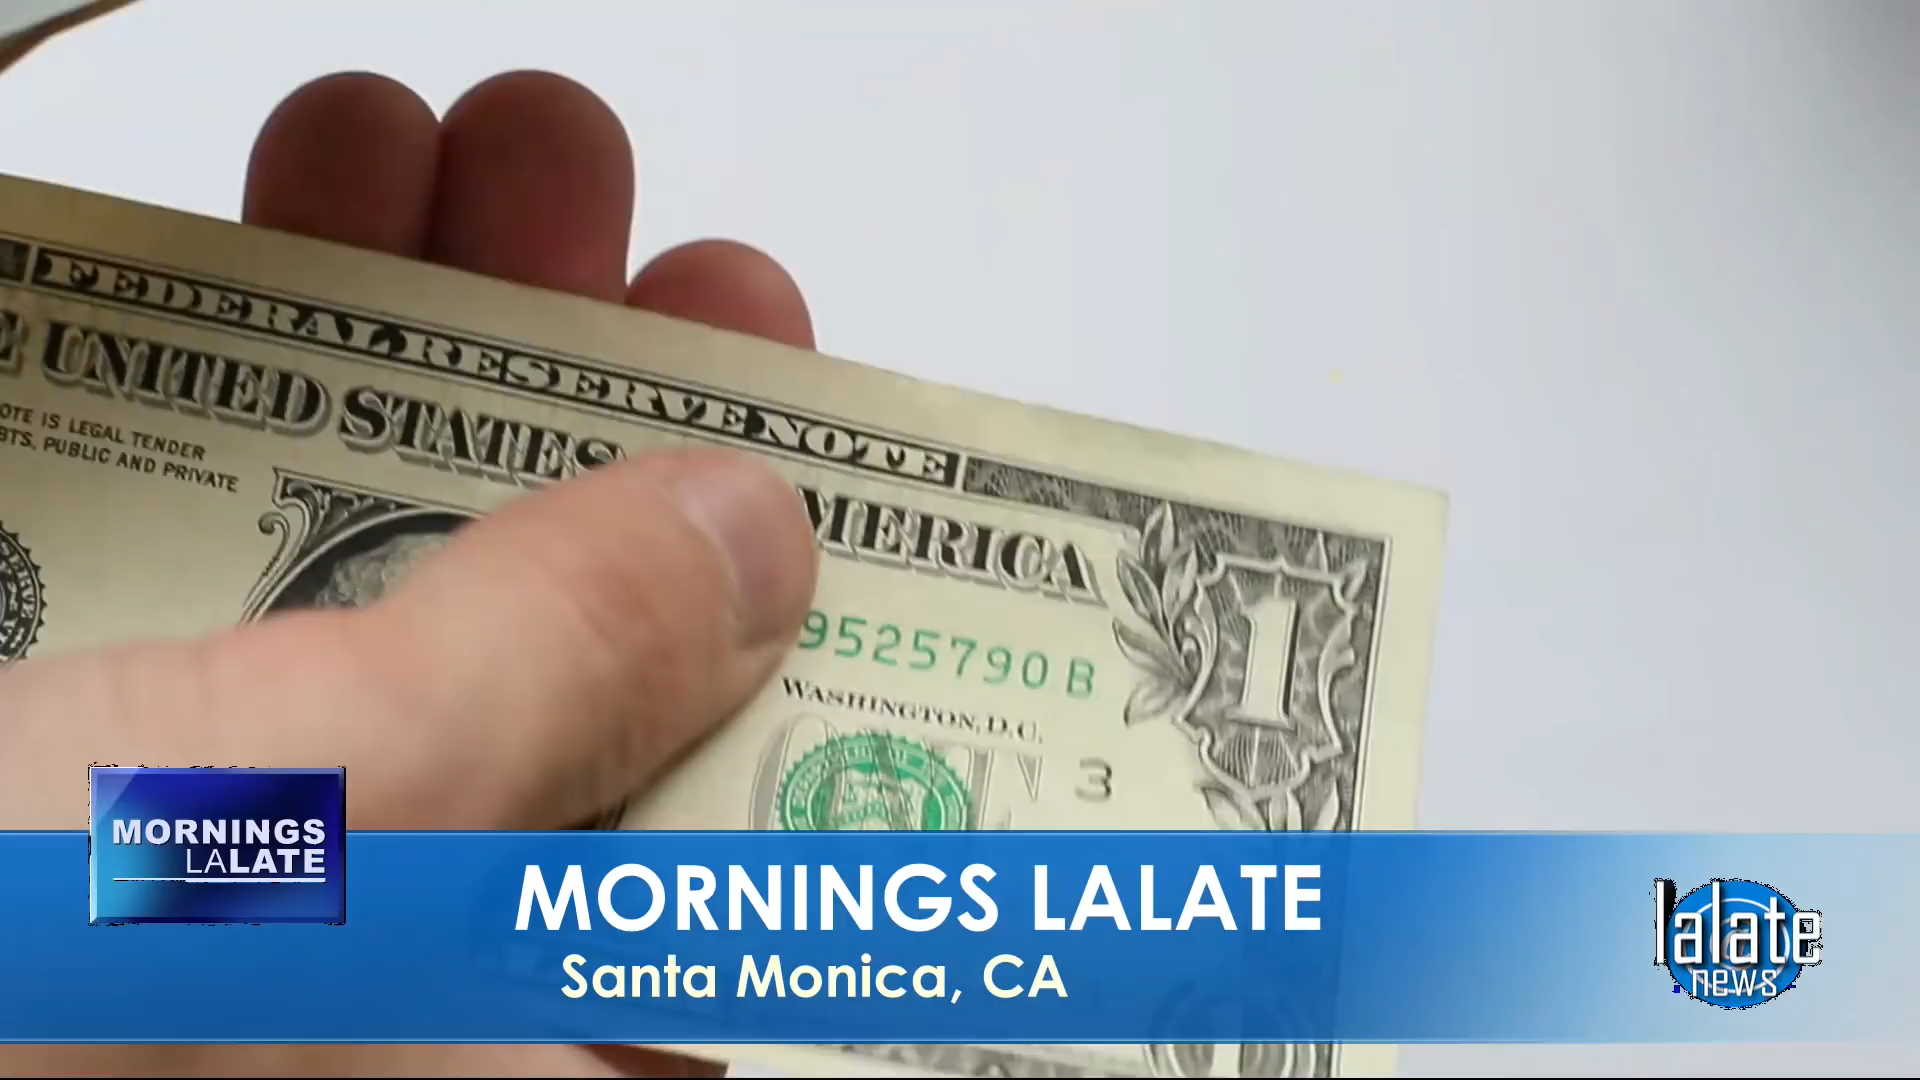 FEDERAL RESERVE NOTE
UNITED STATES
AMERICA
OTE IS LEGAL TENDER
BTS, PUBLIC AND PRIVATE
1
9525790 B
WASHINGTON, D.C.
3
MORNINGS
LALATE
MORNINGS LALATE
Santa Monica, CA
lalate
news